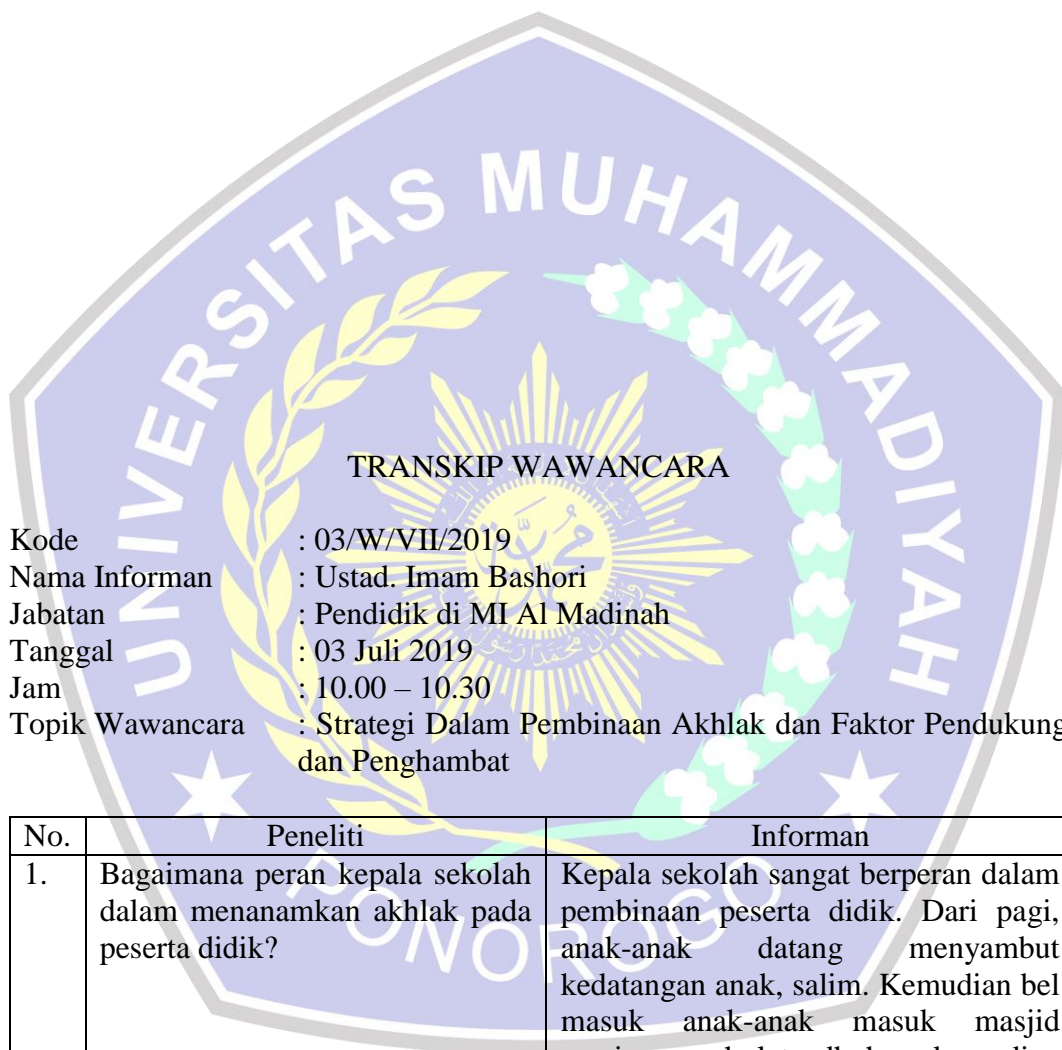 UNIVERSITAS MUHAMMADIYAH
PONOROGO
TRANSKIP WAWANCARA
Kode : 03/W/VII/2019
Nama Informan : Ustad. Imam Bashori
Jabatan : Pendidik di MI Al Madinah
Tanggal : 03 Juli 2019
Jam : 10.00 – 10.30
Topik Wawancara : Strategi Dalam Pembinaan Akhlak dan Faktor Pendukung
dan Penghambat
No. Peneliti Informan
1. Bagaimana peran kepala sekolah Kepala sekolah sangat berperan dalam
dalam menanamkan akhlak pada pembinaan peserta didik. Dari pagi,
peserta didik? anak-anak datang menyambut
kedatangan anak, salim. Kemudian bel
masuk anak-anak masuk masjid